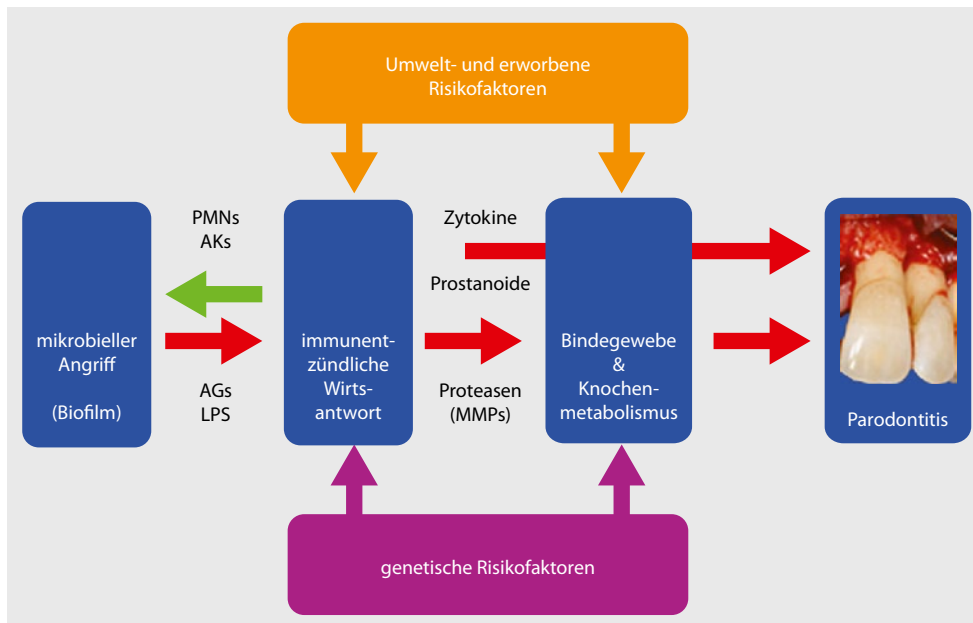 Umwelt- und erworbene
Risikofaktoren
PMNs
AKs
mikrobieller
Angriff
(Biofilm)
AGs
LPS
immunent-
zündliche
Wirts-
antwort
Zytokine
Prostanoide
Proteasen
(MMPs)
Bindegewebe
&
Knochen-
metabolismus
Parodontitis
genetische Risikofaktoren